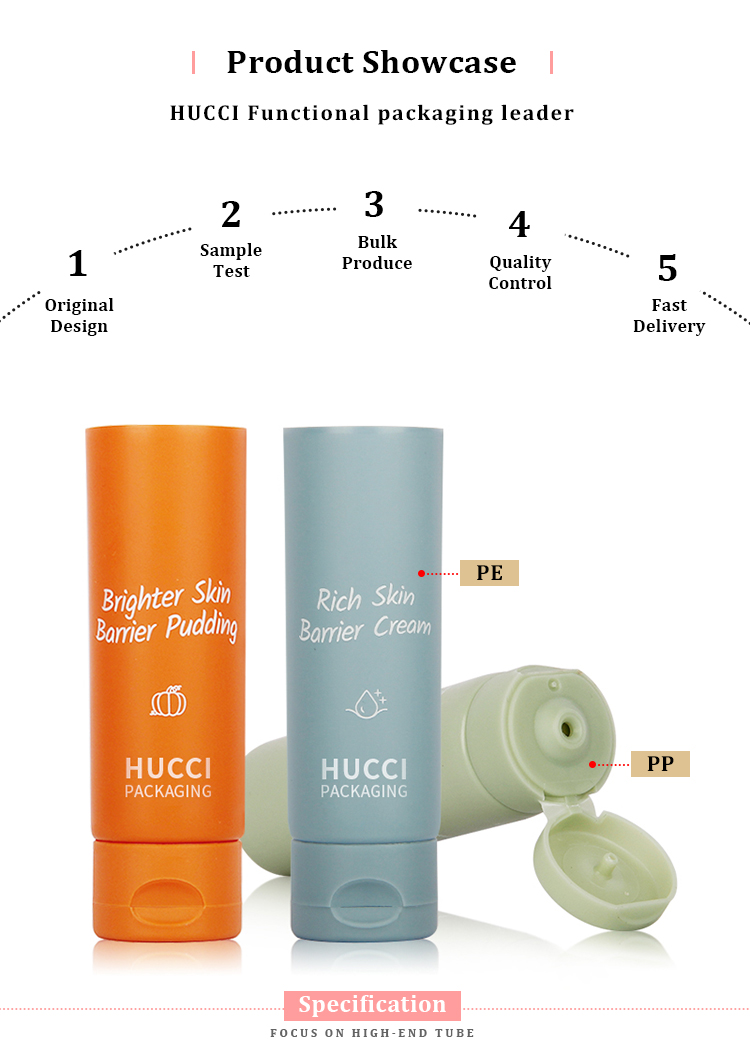 Product Showcase
HUCCI Functional packaging leader
1
Original
Design
2
Sample
Test
3
Bulk
Produce
4
Quality
Control
5
Fast
Delivery
Brighter Skin
Barrier Pudding
HUCCI
PACKAGING
Rich Skin
Barrier Cream
HUCCI
PACKAGING
PE
PP
Specification
FOCUS ON HIGH-END TUBE